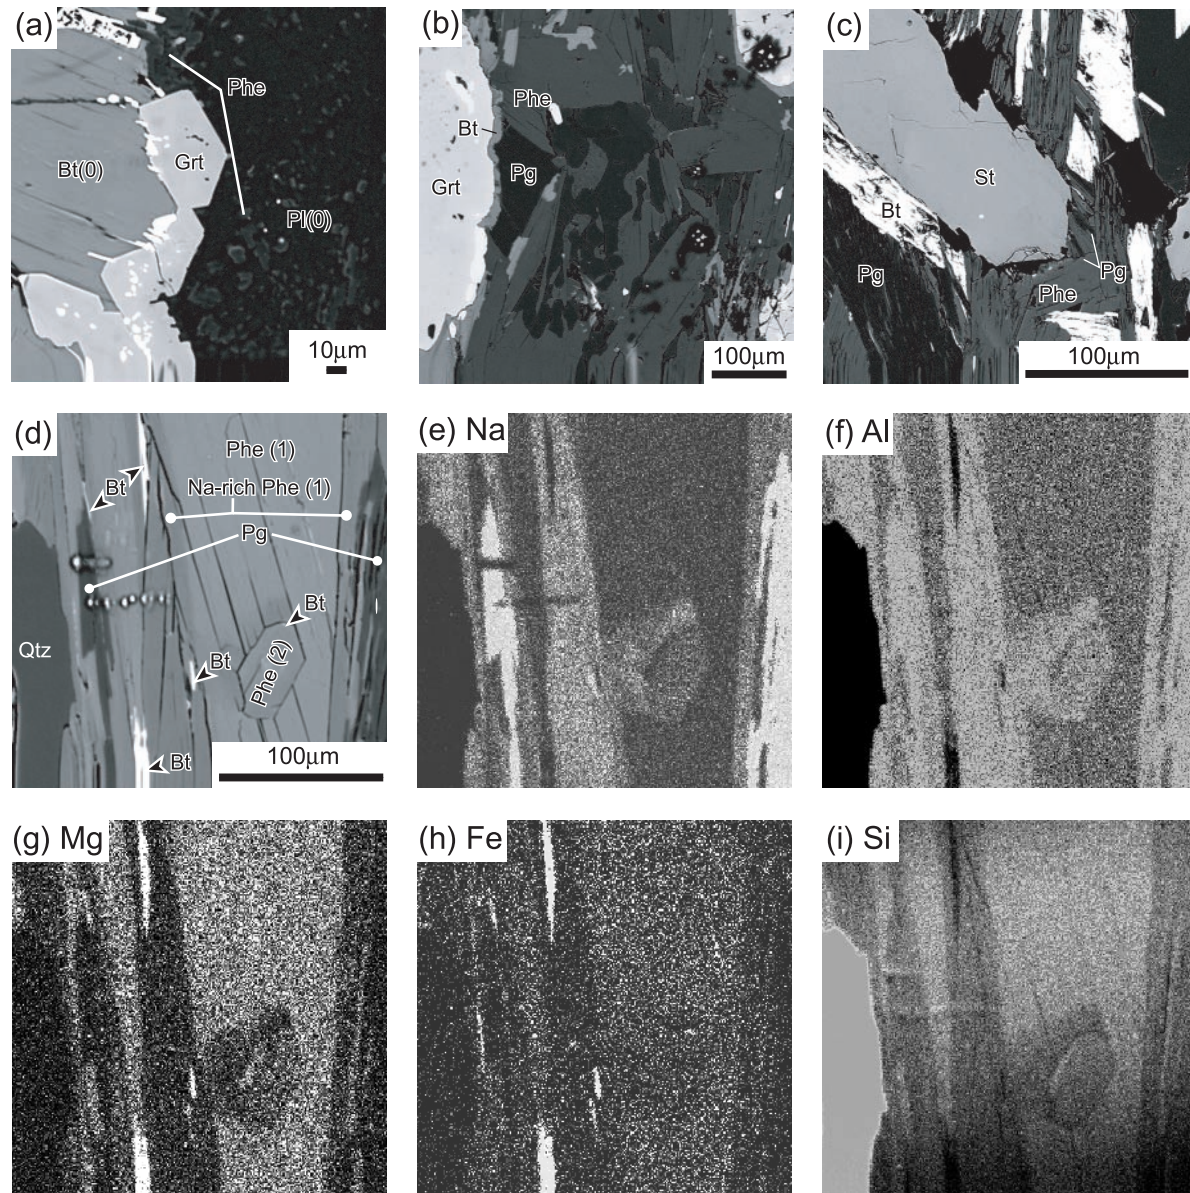 (a)
Phe
Grt
Bt(0)
Pl(0)
10μm
(b)
Phe
Bt
Pg
Grt
100μm
(c)
St
Bt
Pg
Pg
Phe
100μm
(d)
Phe (1)
Bt
Na-rich Phe (1)
Pg
Bt
Qtz
Phe (2)
Bt
Bt
100μm
(e) Na
(f) Al
(g) Mg
(h) Fe
(i) Si